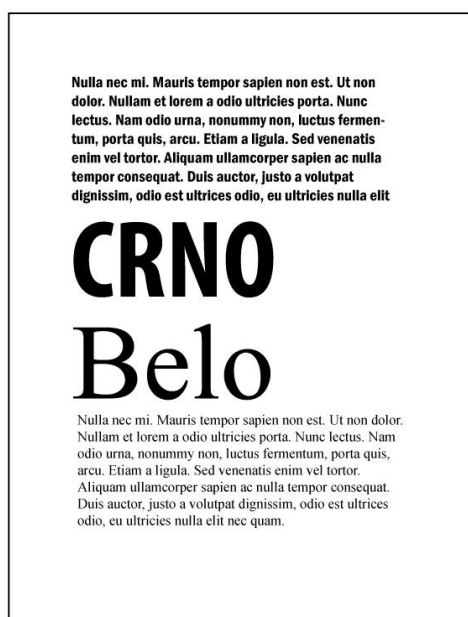 Nulla nec mi. Mauris tempor sapien non est. Ut non
dolor. Nullam et lorem a odio ultricies porta. Nunc
lectus. Nam odio urna, nonummy non, luctus fermen-
tum, porta quis, arcu. Etiam a ligula. Sed venenatis
enim vel tortor. Aliquam ullamcorper sapien ac nulla
tempor consequat. Duis auctor, justo a volutpat
dignissim, odio est ultrices odio, eu ultricies nulla elit
CRNO
Belo
Nulla nec mi. Mauris tempor sapien non est. Ut non dolor.
Nullam et lorem a odio ultricies porta. Nunc lectus. Nam
odio urna, nonummy non, luctus fermentum, porta quis,
arcu. Etiam a ligula. Sed venenatis enim vel tortor.
Aliquam ullamcorper sapien ac nulla tempor consequat.
Duis auctor, justo a volutpat dignissim, odio est ultrices
odio, eu ultricies nulla elit nec quam.